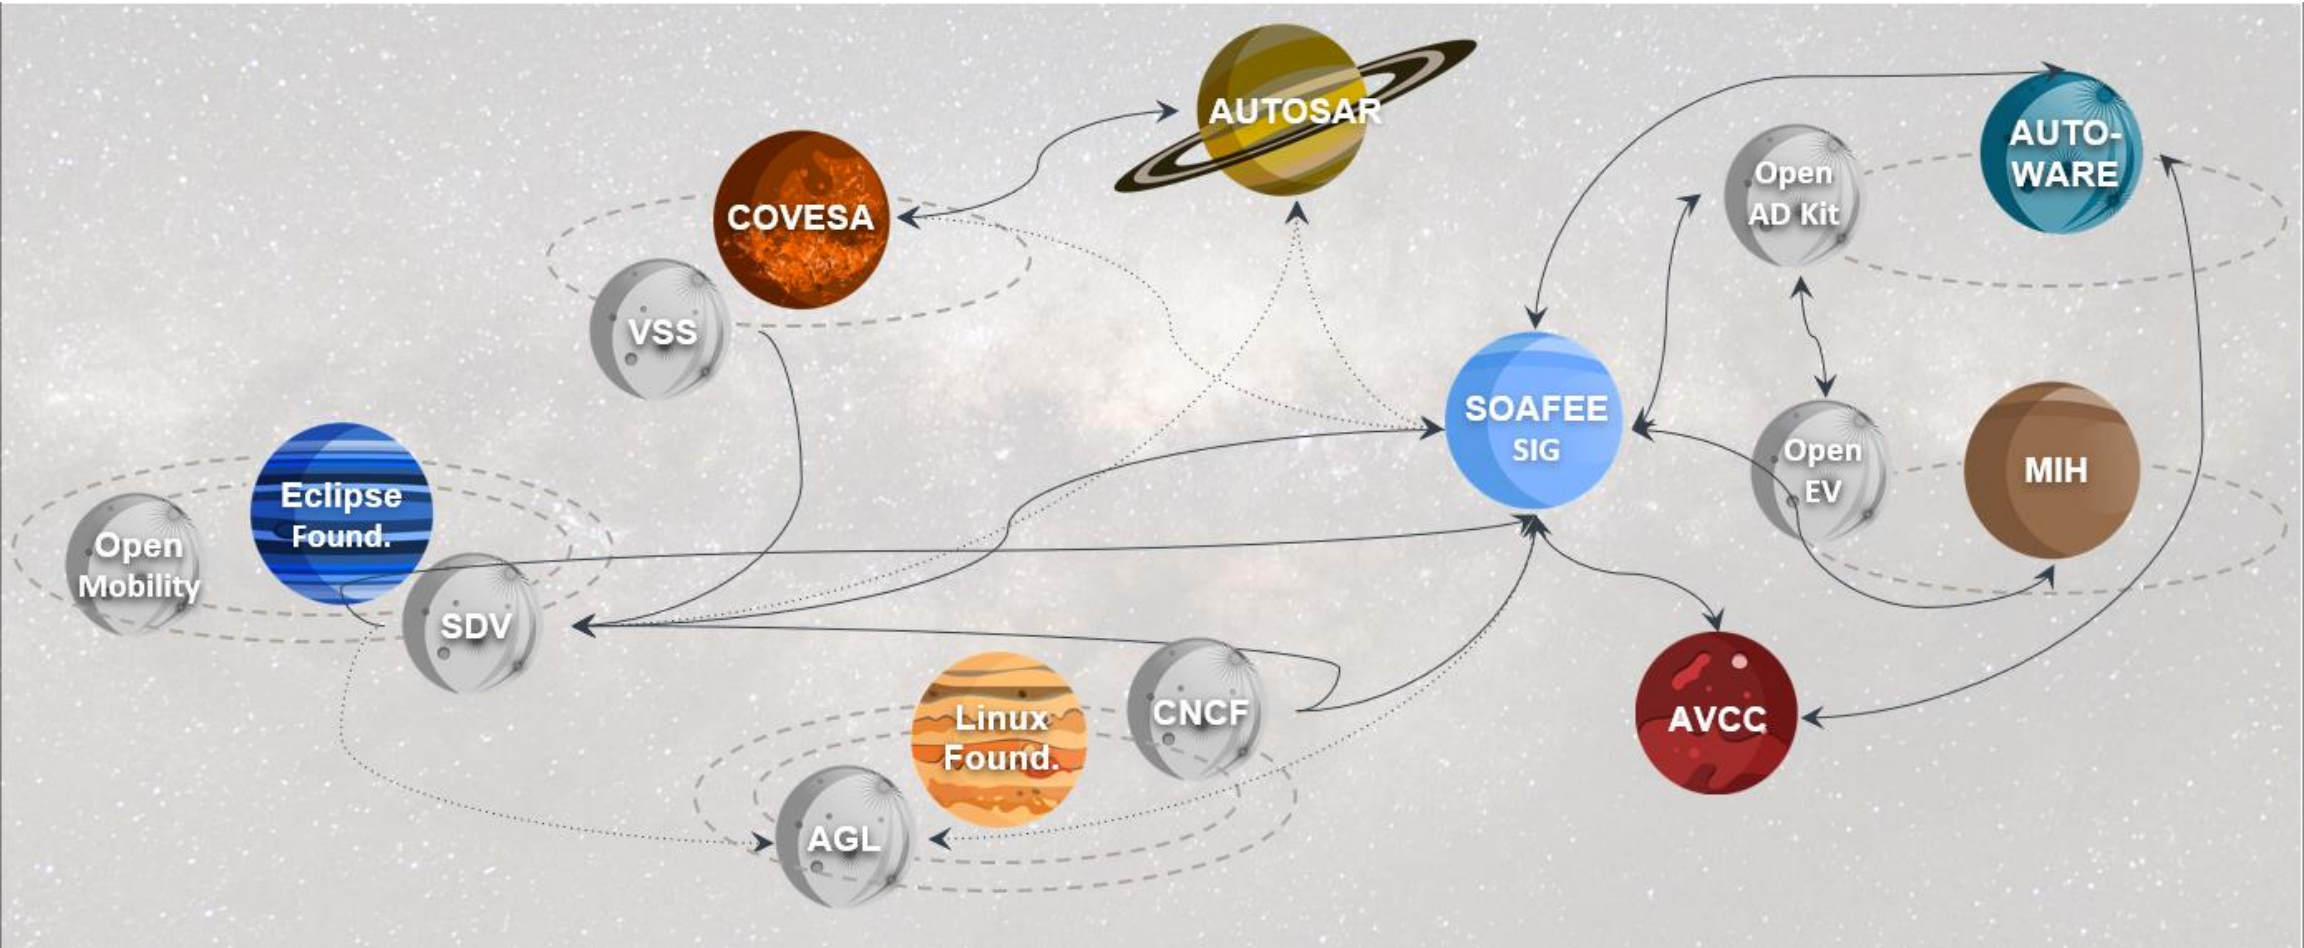 AUTOSAR
AUTO-
WARE
Open
AD Kit
COVESA
VSS
SOAFEE
SIG
Open
EV
MIH
Eclipse
Found.
Open
Mobility
SDV
Linux
Found.
CNCF
AVCC
AGL